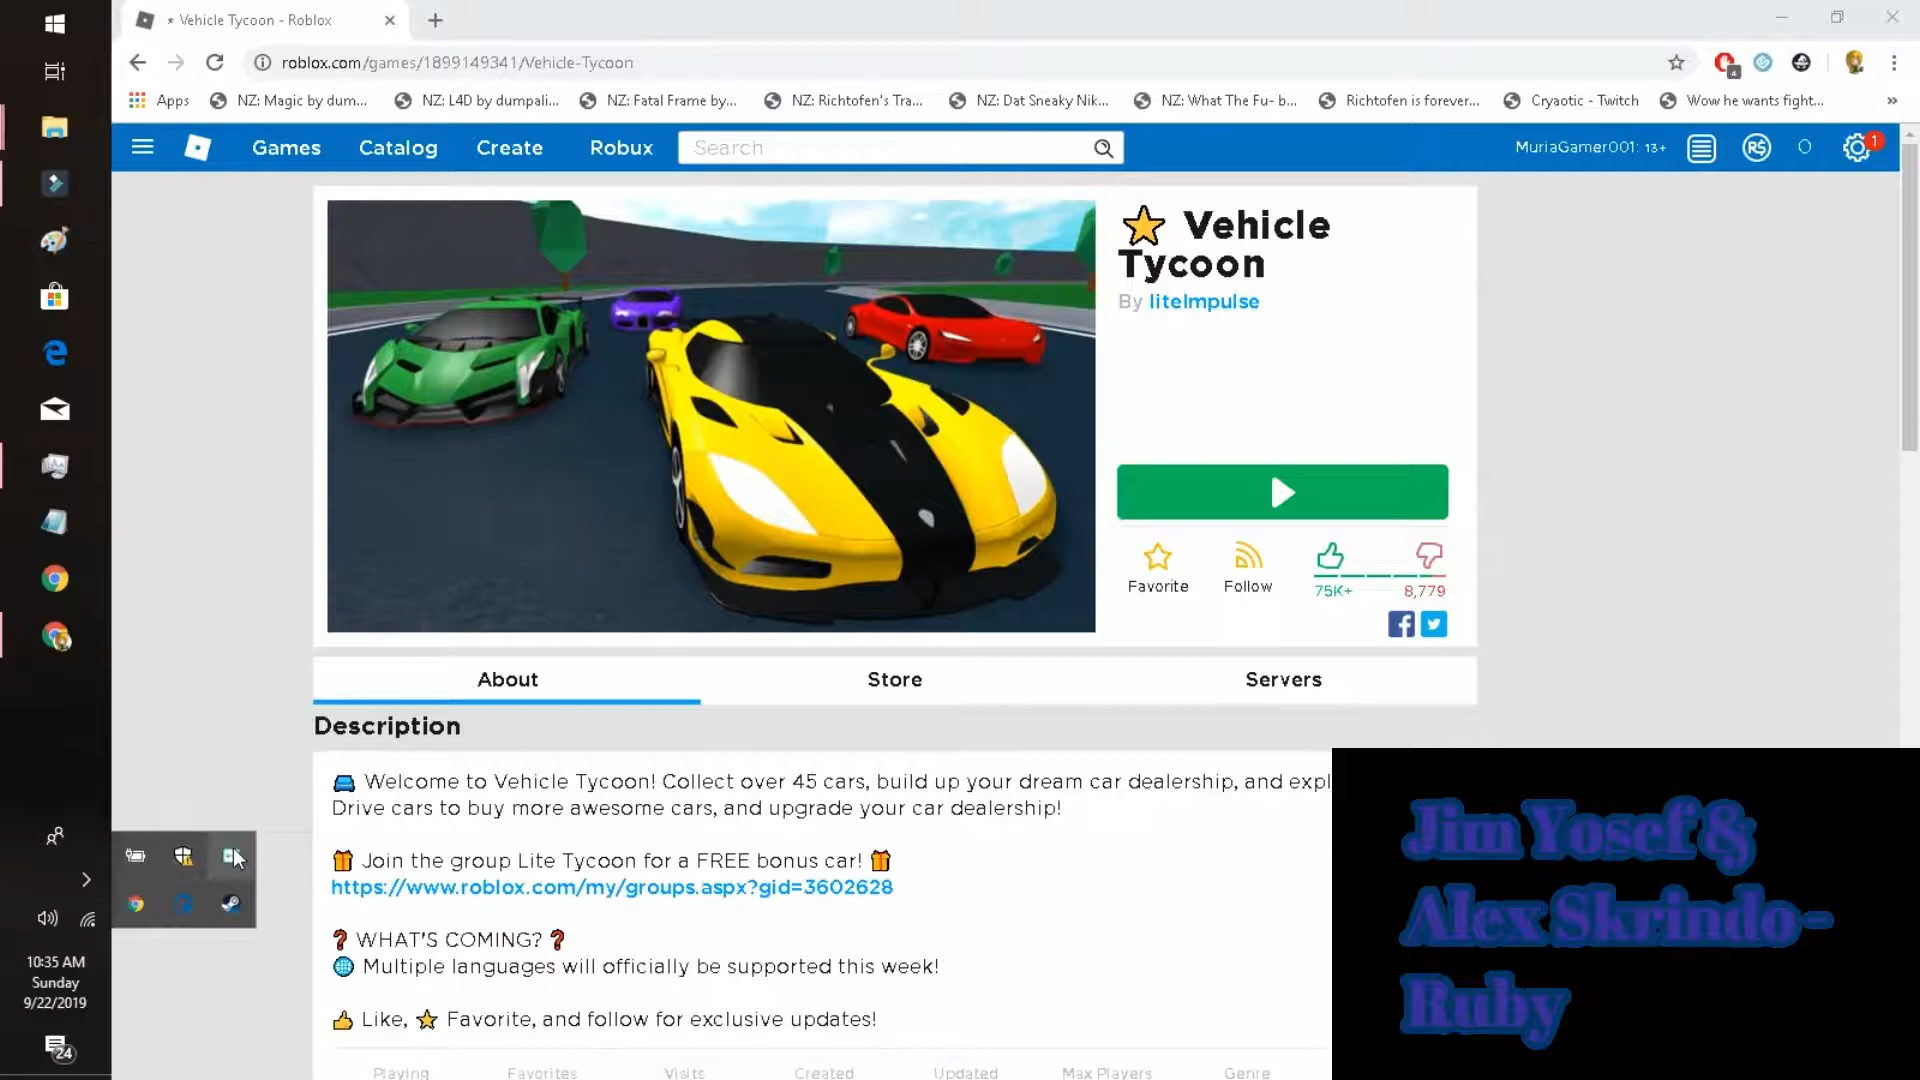 * Vehicle Tycoon - Roblox
roblox.com/games/1899149341/Vehicle-Tycoon
Apps
NZ: Magic by dum...
NZ: L4D by dumpali...
NZ: Fatal Frame by...
NZ: Richtofen's Tra...
NZ: Dat Sneaky Nik...
NZ: What The Fu- b...
Richtofen is forever...
Cryaotic - Twitch
Wow he wants fight...
Games Catalog Create Robux Search MuriaGamer001: 13+ R$ 0 1
⭐ Vehicle
Tycoon
By liteImpulse
Favorite Follow 75K+ 8,779
About Store Servers
Description
🚘 Welcome to Vehicle Tycoon! Collect over 45 cars, build up your dream car dealership, and expl
Drive cars to buy more awesome cars, and upgrade your car dealership!
🎁 Join the group Lite Tycoon for a FREE bonus car! 🎁
https://www.roblox.com/my/groups.aspx?gid=3602628
❓ WHAT'S COMING? ❓
🌐 Multiple languages will officially be supported this week!
👍 Like, ⭐ Favorite, and follow for exclusive updates!
Playing Favorites Visits Created Updated Max Players Genre
10:35 AM
Sunday
9/22/2019
24
Jim Yosef &
Alex Skrindo -
Ruby